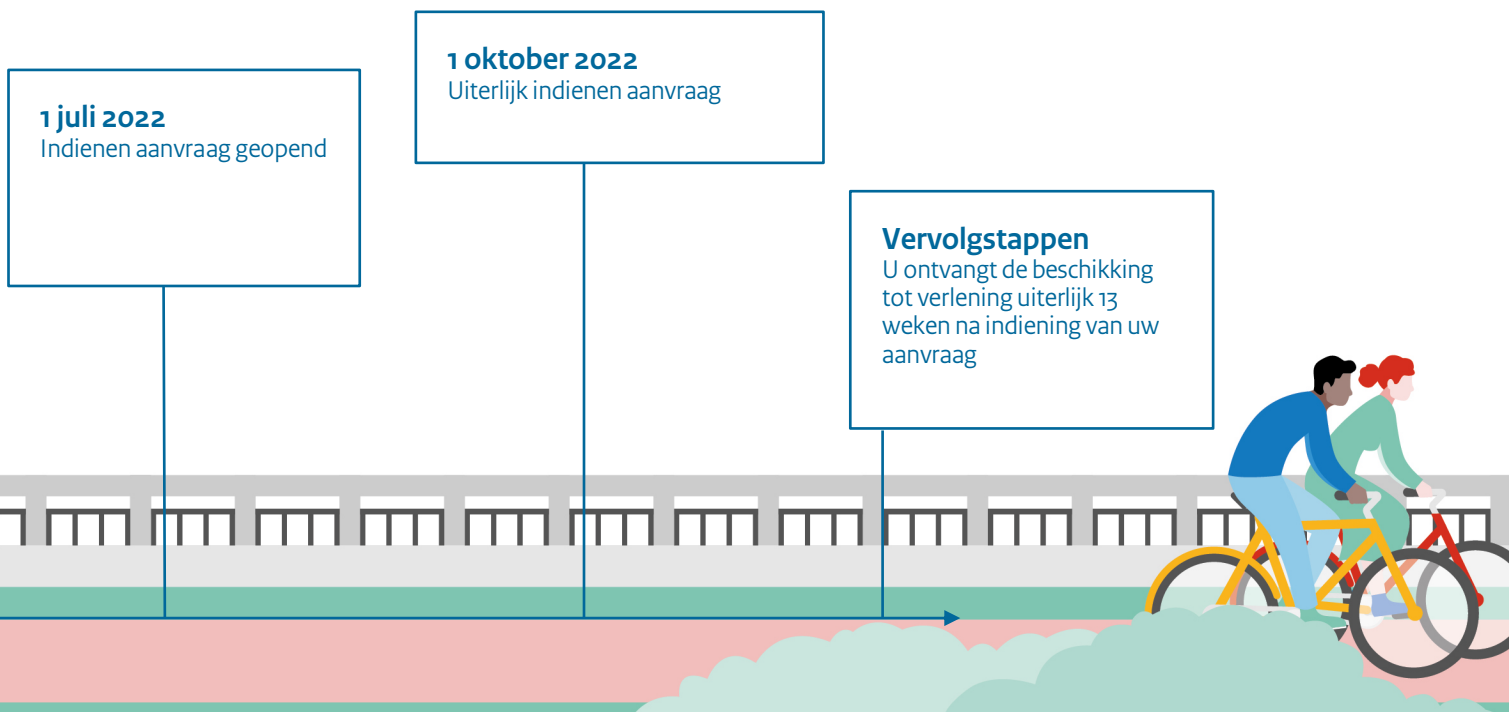 1 juli 2022
Indienen aanvraag geopend
1 oktober 2022
Uiterlijk indienen aanvraag
Vervolgstappen
U ontvangt de beschikking
tot verlening uiterlijk 13
weken na indiening van uw
aanvraag